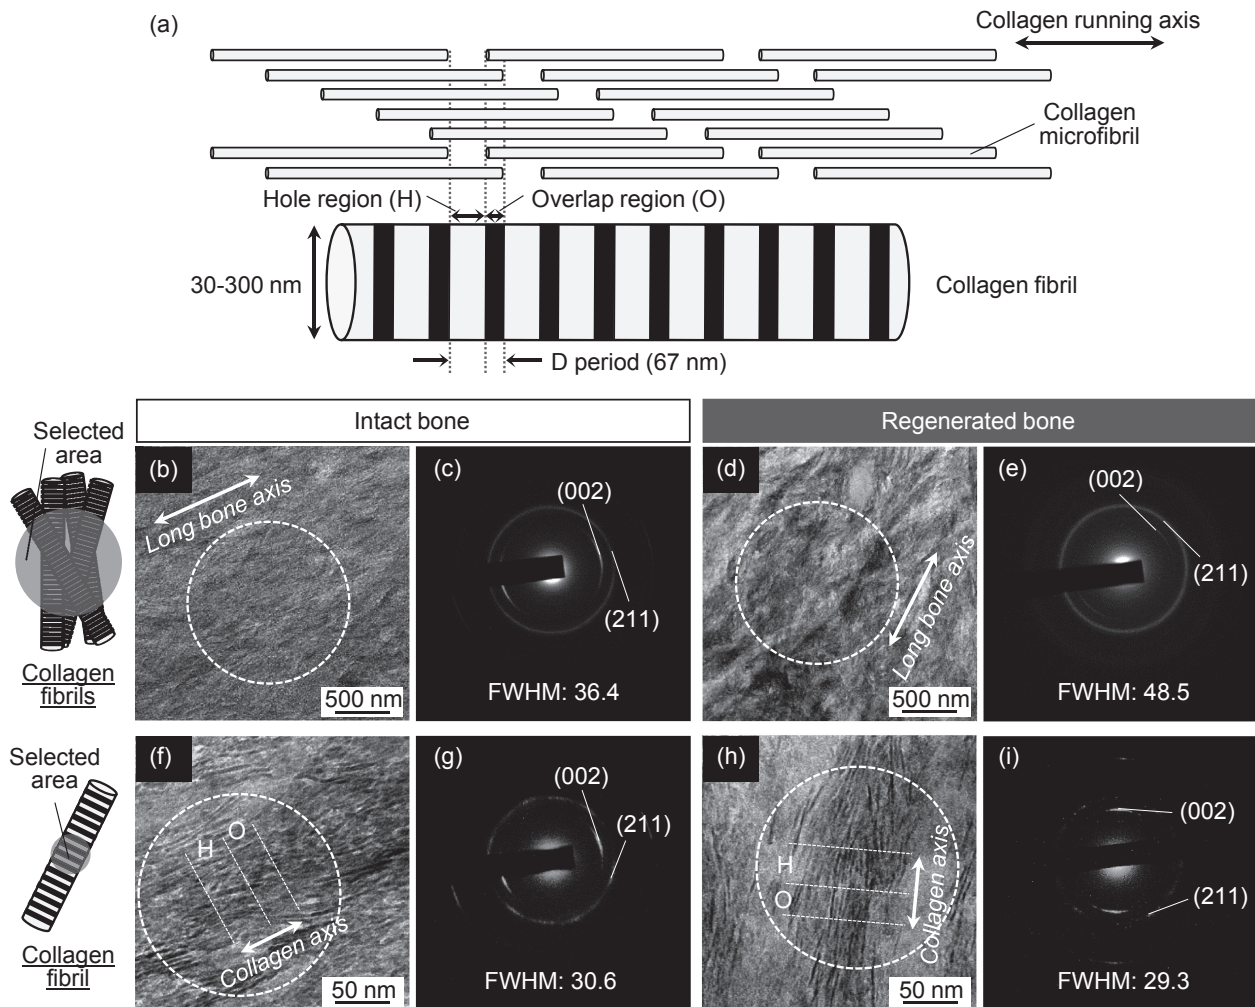 (a)
Collagen running axis
Collagen
microfibril
Hole region (H)
Overlap region (O)
30-300 nm
Collagen fibril
D period (67 nm)
Intact bone
Regenerated bone
Selected
area
Collagen
fibrils
(b)
Long bone axis
500 nm
(c)
(002)
(211)
FWHM: 36.4
(d)
Long bone axis
500 nm
(e)
(002)
(211)
FWHM: 48.5
Selected
area
Collagen
fibril
(f)
O
H
Collagen axis
50 nm
(g)
(002)
(211)
FWHM: 30.6
(h)
H
O
Collagen axis
50 nm
(i)
(002)
(211)
FWHM: 29.3